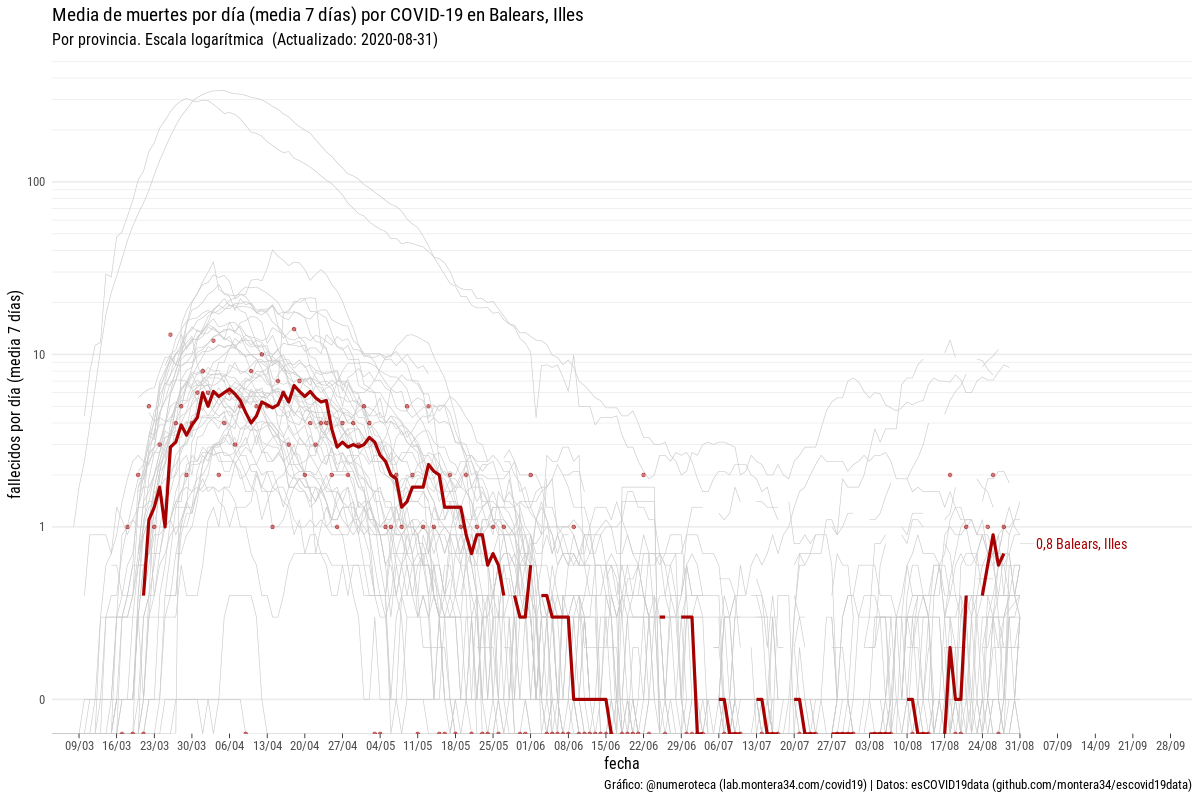 Media de muertes por día (media 7 días) por COVID-19 en Balears, Illes
Por provincia. Escala logarítmica (Actualizado: 2020-08-31)
fallecidos por día (media 7 días)
100
10
1
0
0,8 Balears, Illes
09/03 16/03 23/03 30/03 06/04 13/04 20/04 27/04 04/05 11/05 18/05 25/05 01/06 08/06 15/06 22/06 29/06 06/07 13/07 20/07 27/07 03/08 10/08 17/08 24/08 31/08 07/09 14/09 21/09 28/09
fecha
Gráfico: @numeroteca (lab.montera34.com/covid19) | Datos: esCOVID19data (github.com/montera34/escovid19data)